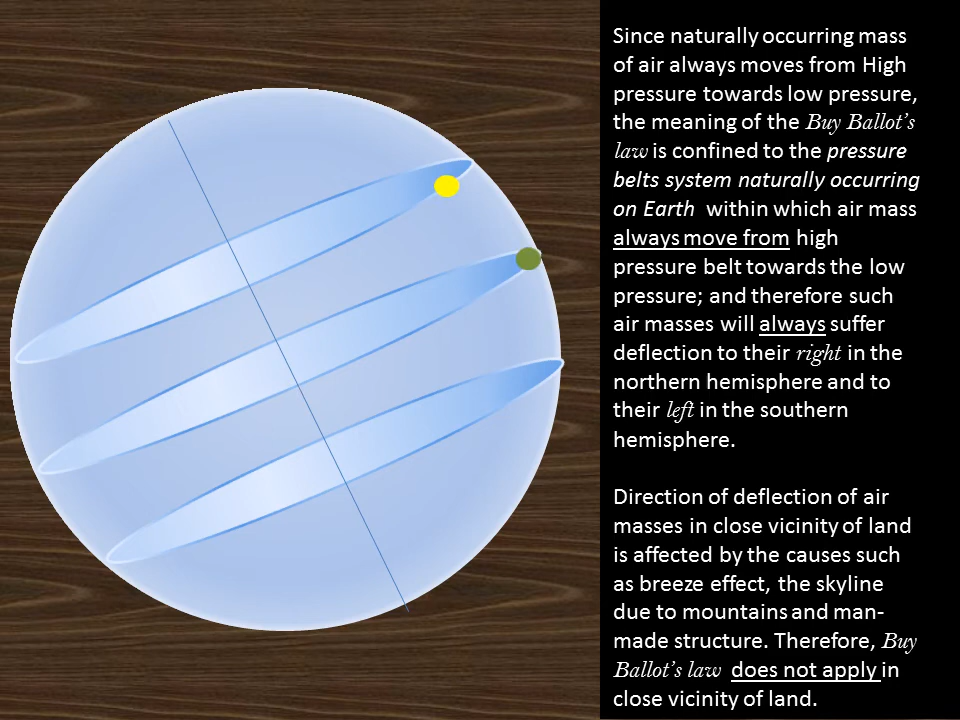 Since naturally occurring mass
of air always moves from High
pressure towards low pressure,
the meaning of the Buy Ballot’s
law is confined to the pressure
belts system naturally occurring
on Earth within which air mass
always move from high
pressure belt towards the low
pressure; and therefore such
air masses will always suffer
deflection to their right in the
northern hemisphere and to
their left in the southern
hemisphere.
Direction of deflection of air
masses in close vicinity of land
is affected by the causes such
as breeze effect, the skyline
due to mountains and man-
made structure. Therefore, Buy
Ballot’s law does not apply in
close vicinity of land.